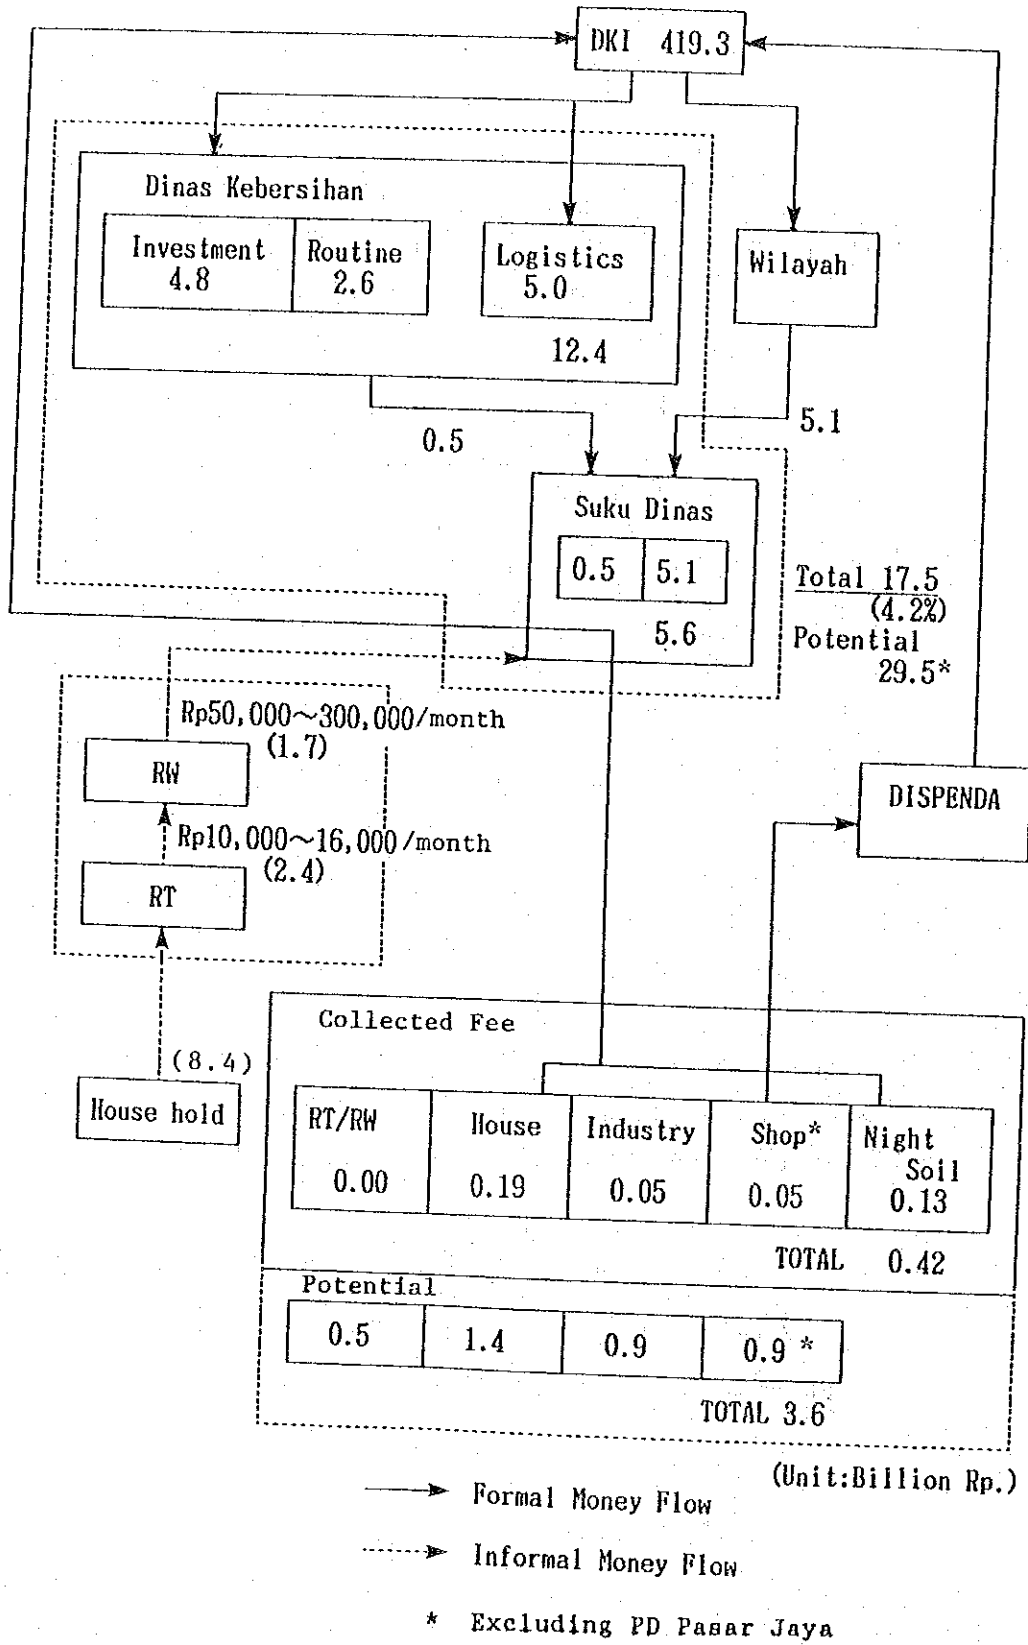 DKI 419.3
Dinas Kebersihan
Investment
4.8
Routine
2.6
Logistics
5.0
12.4
Wilayah
0.5
5.1
Suku Dinas
0.5
5.1
5.6
Total 17.5
(4.2%)
Potential
29.5*
Rp50,000~300,000/month
(1.7)
RW
Rp10,000~16,000/month
(2.4)
RT
DISPENDA
(8.4)
House hold
Collected Fee
RT/RW
0.00
House
0.19
Industry
0.05
Shop*
0.05
Night
Soil
0.13
TOTAL 0.42
Potential
0.5
1.4
0.9
0.9 *
TOTAL 3.6
(Unit:Billion Rp.)
Formal Money Flow
Informal Money Flow
* Excluding PD Pasar Jaya